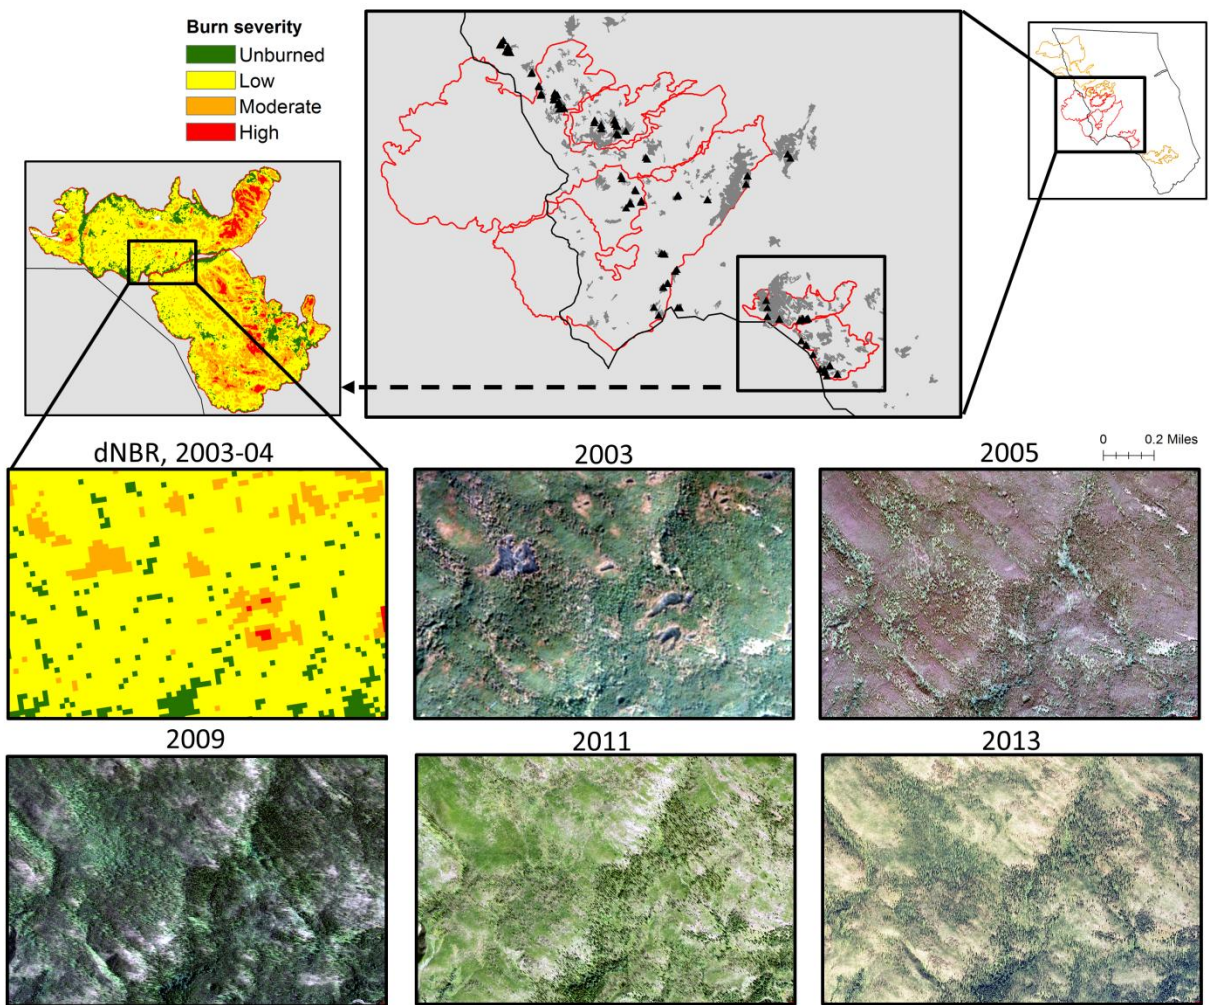 Burn severity
Unburned
Low
Moderate
High
dNBR, 2003-04
2003
2005
0 0.2 Miles
2009
2011
2013